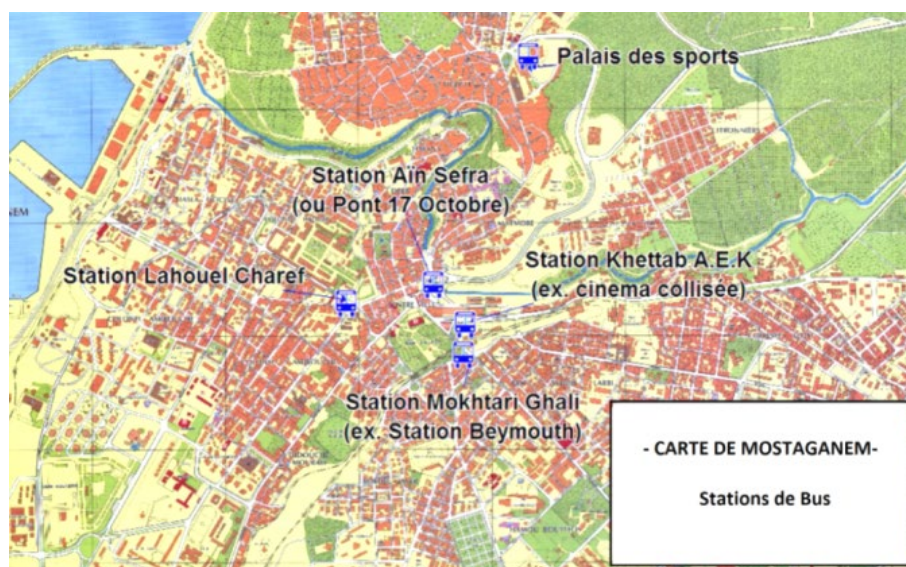 Palais des sports
Station Aïn Sefra
(ou Pont 17 Octobre)
Station Khettab A.E.K
(ex. cinema collisée)
Station Lahouel Charef
Station Mokhtari Ghali
(ex. Station Beymouth)
- CARTE DE MOSTAGANEM-
Stations de Bus